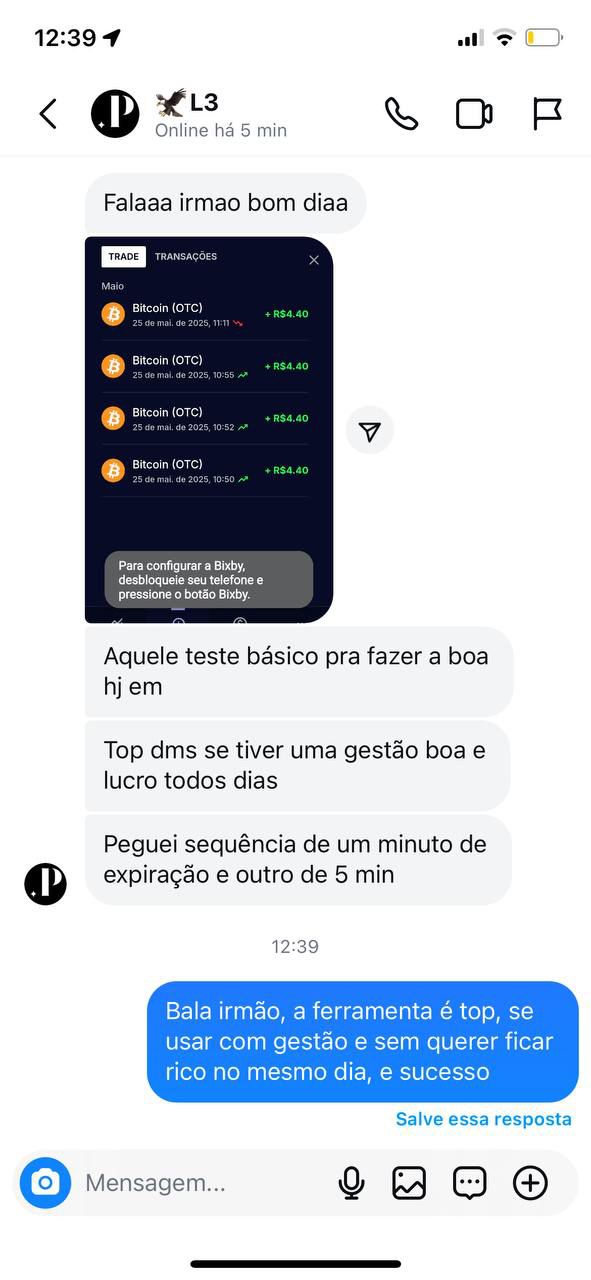 12:39
L3
Online há 5 min
Falaaa irmao bom diaa
TRADE TRANSAÇÕES
Maio
Bitcoin (OTC)
+ R$4.40
25 de mai. de 2025, 11:11
Bitcoin (OTC)
+ R$4.40
25 de mai. de 2025, 10:55
Bitcoin (OTC)
+ R$4.40
25 de mai. de 2025, 10:52
Bitcoin (OTC)
+ R$4.40
25 de mai. de 2025, 10:50
Para configurar a Bixby,
desbloqueie seu telefone e
pressione o botão Bixby.
Aquele teste básico pra fazer a boa
hj em
Top dms se tiver uma gestão boa e
lucro todos dias
Peguei sequência de um minuto de
expiração e outro de 5 min
12:39
Bala irmão, a ferramenta é top, se
usar com gestão e sem querer ficar
rico no mesmo dia, e sucesso
Salve essa resposta
Mensagem...